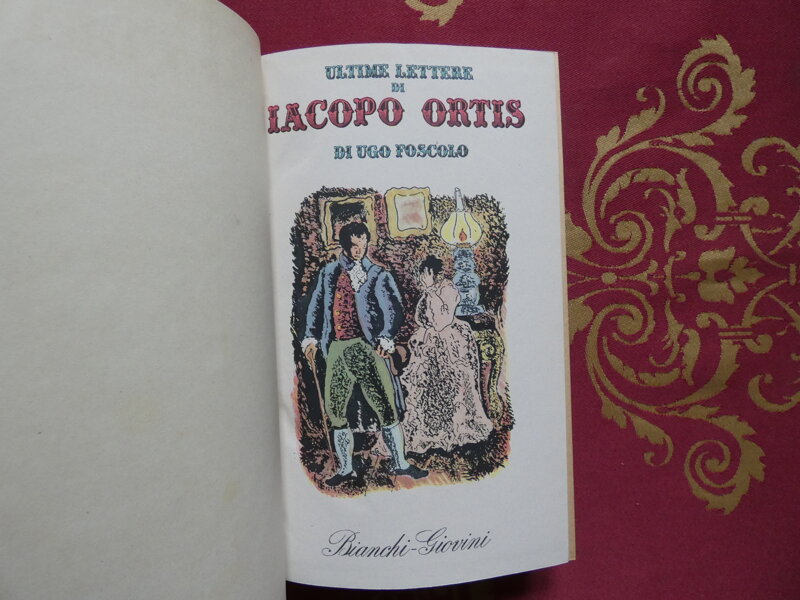 ULTIME LETTERE
DI
IACOPO ORTIS
DI UGO FOSCOLO
Bianchi-Giovini